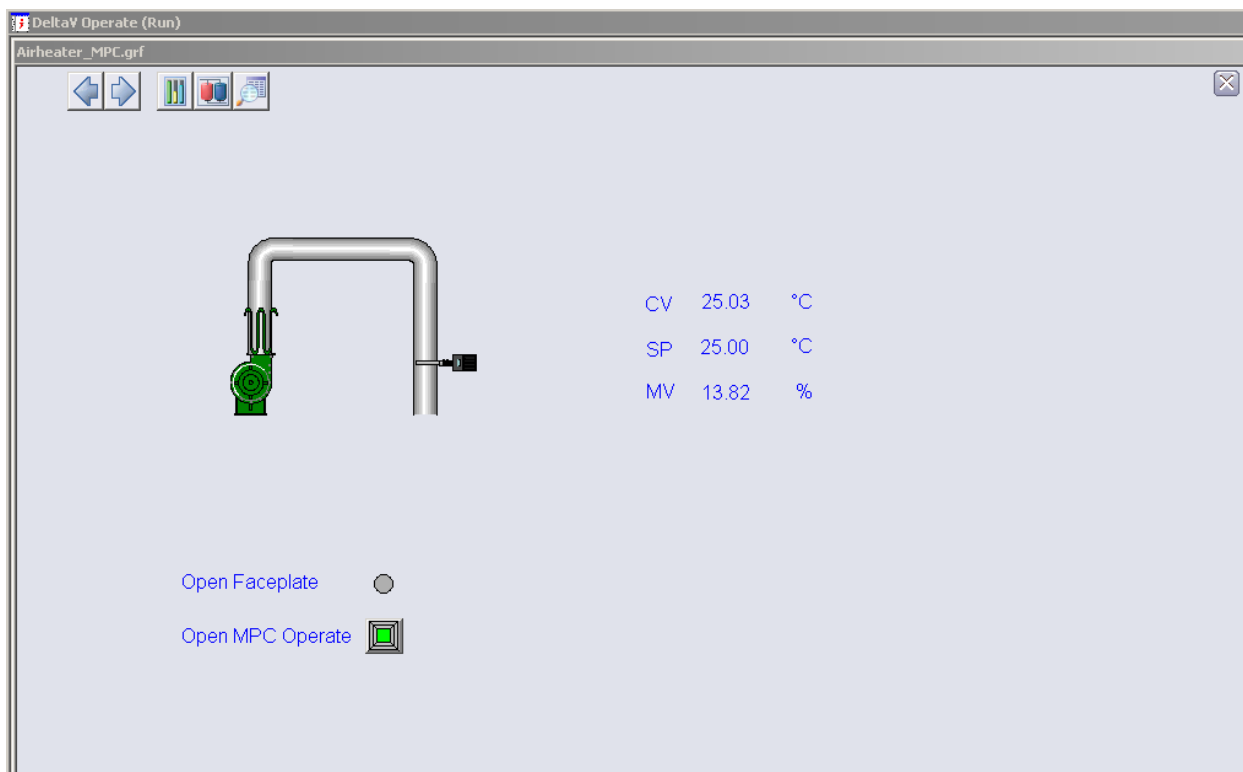 DeltaV Operate (Run)
Airheater_MPC.grf
CV 25.03 °C
SP 25.00 °C
MV 13.82 %
Open Faceplate
Open MPC Operate